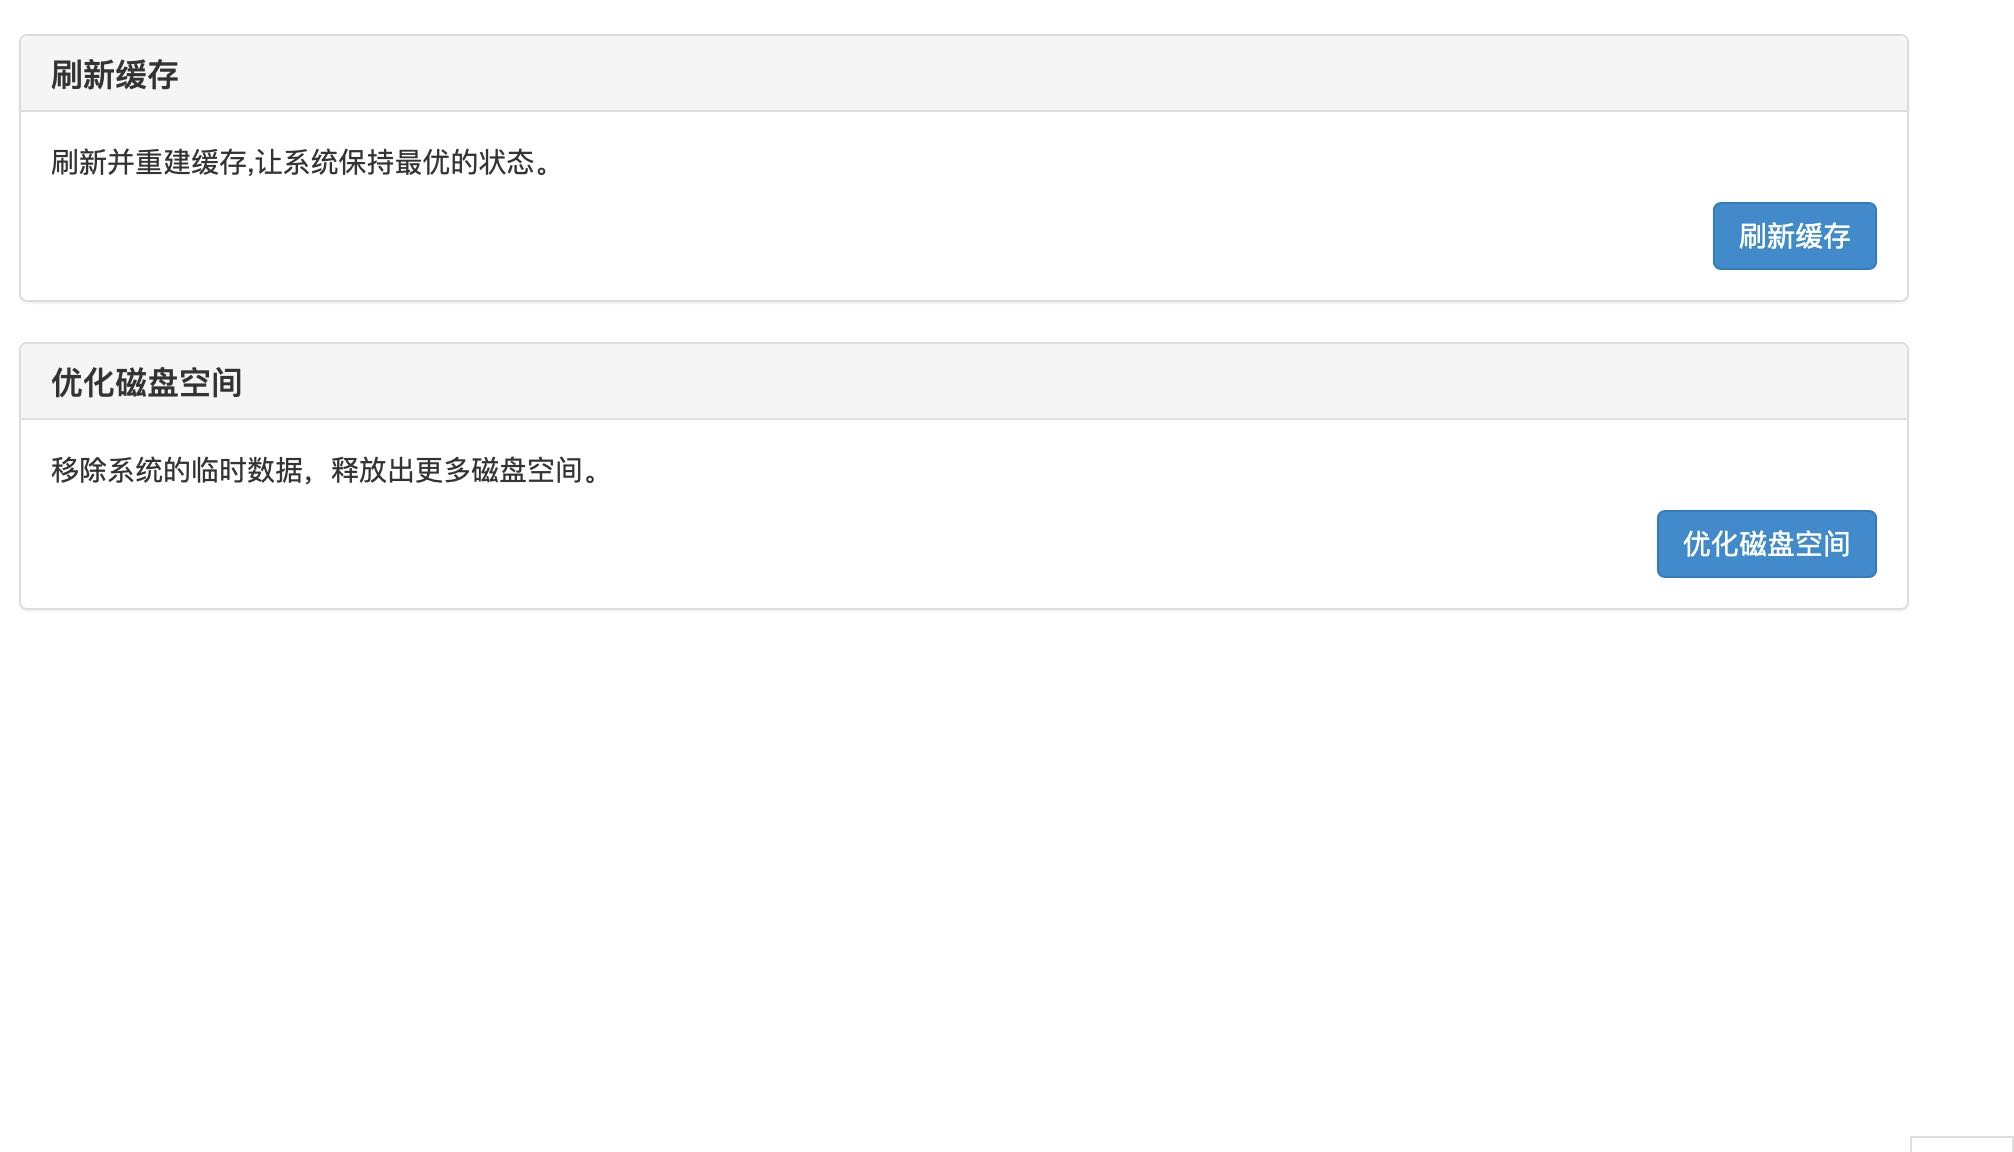 刷新缓存
刷新并重建缓存,让系统保持最优的状态。
刷新缓存
优化磁盘空间
移除系统的临时数据，释放出更多磁盘空间。
优化磁盘空间